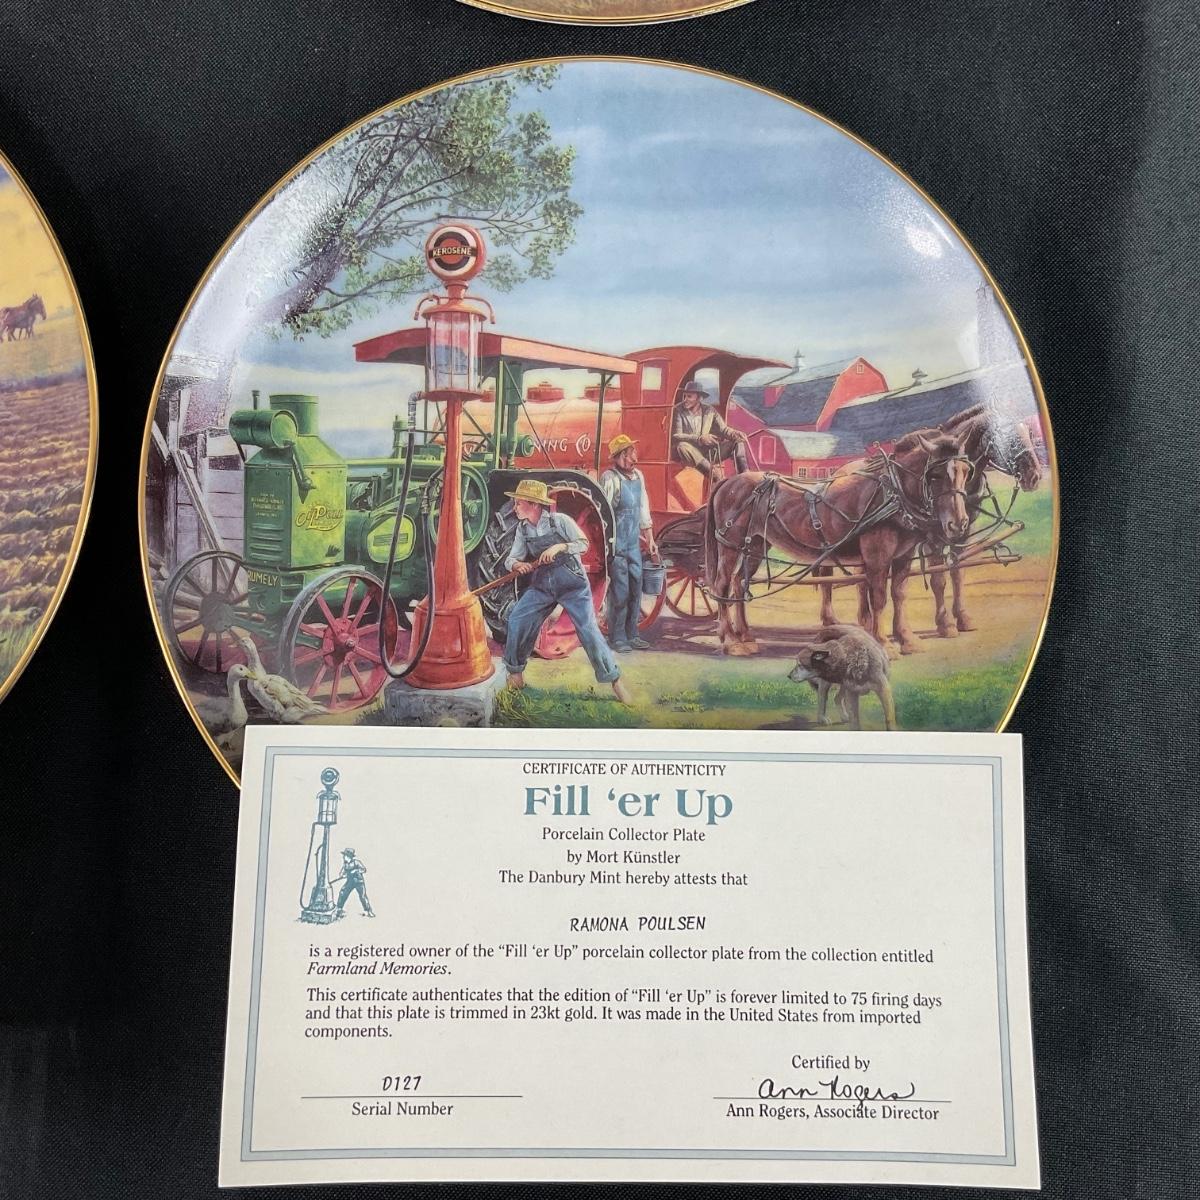 KEROSENE
NING CO
OilPull
RUMELY
CERTIFICATE OF AUTHENTICITY
Fill ‘er Up
Porcelain Collector Plate
by Mort Künstler
The Danbury Mint hereby attests that
RAMONA POULSEN
is a registered owner of the “Fill ‘er Up” porcelain collector plate from the collection entitled
Farmland Memories.
This certificate authenticates that the edition of “Fill ‘er Up” is forever limited to 75 firing days
and that this plate is trimmed in 23kt gold. It was made in the United States from imported
components.
Certified by
D127
Ann Rogers
Serial Number
Ann Rogers, Associate Director